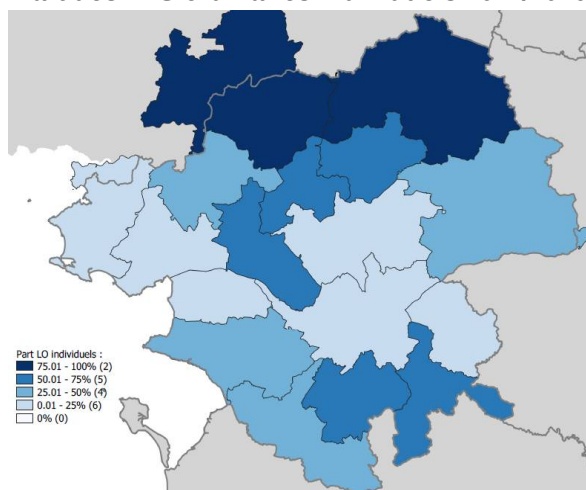 Part LO individuels :
75.01 - 100% (2)
50.01 - 75% (5)
25.01 - 50% (4)
0.01 - 25% (6)
0% (0)